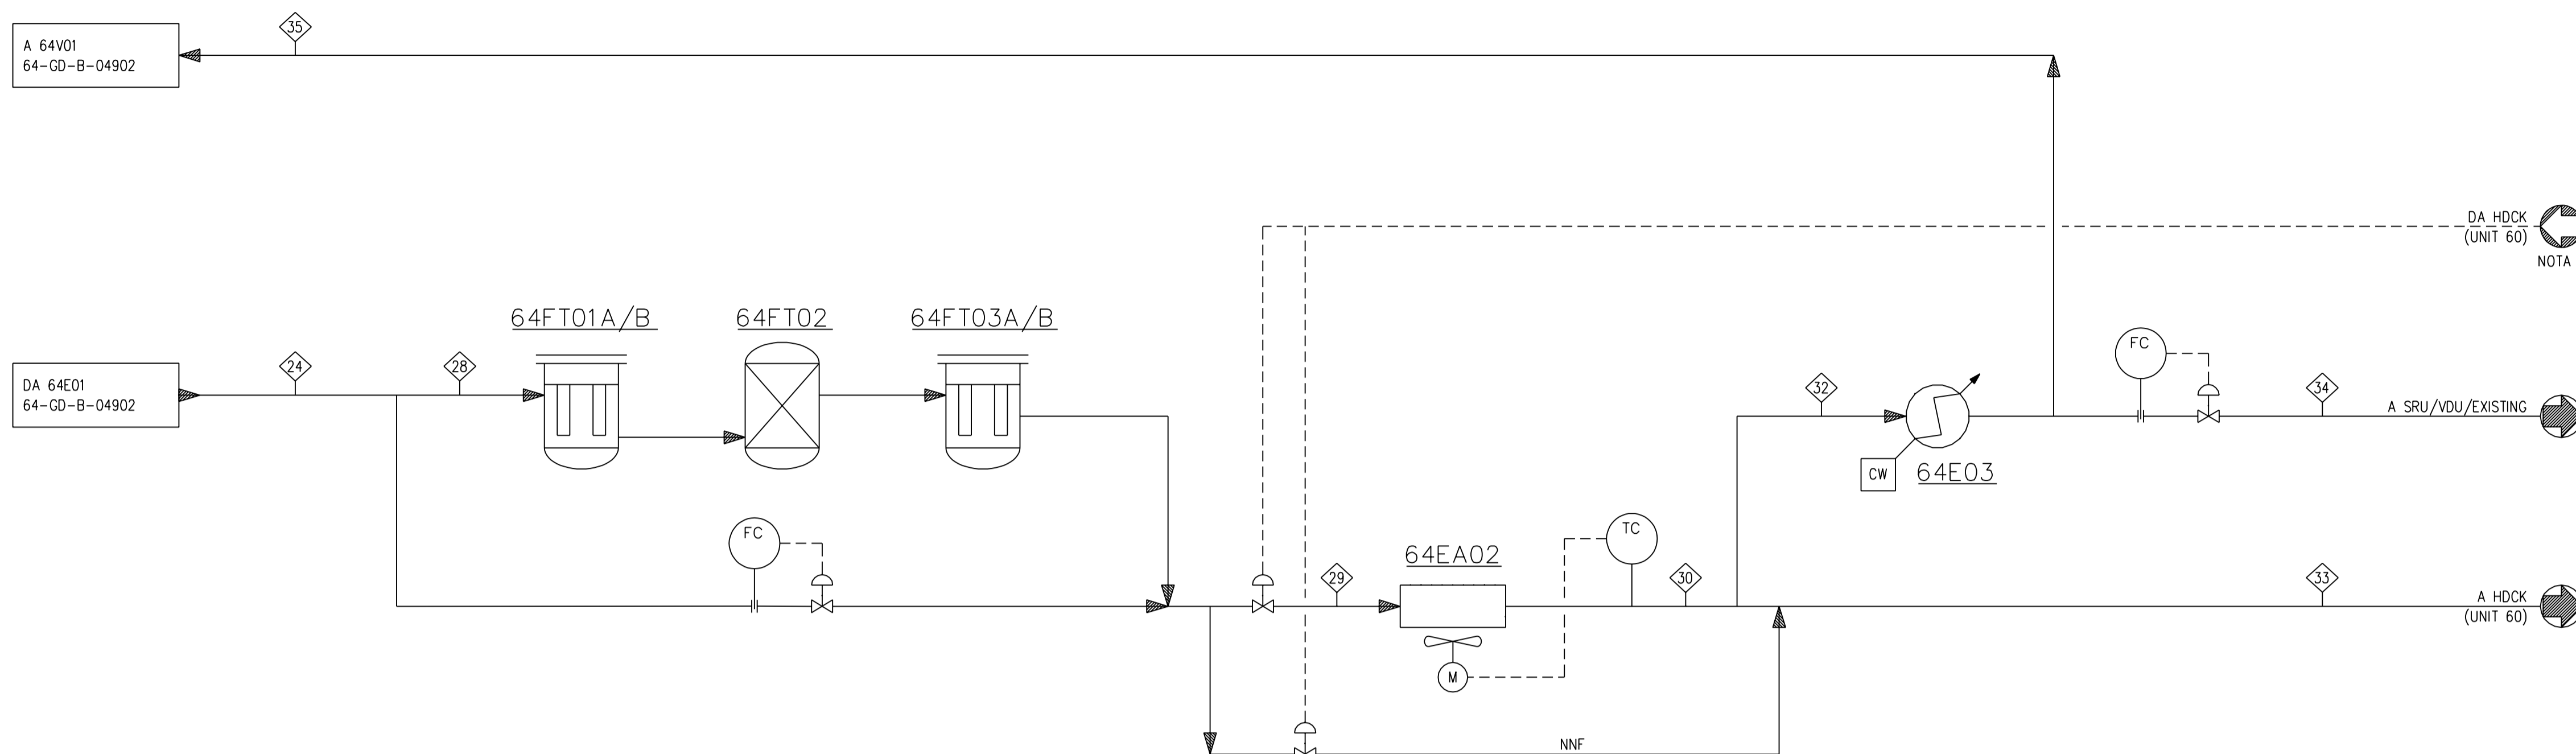 35
A 64V01
64-GD-B-04902
DA HDCK
(UNIT 60)
NOTA
64FT01A/B
64FT02
64FT03A/B
FC
24
28
DA 64E01
64-GD-B-04902
32
34
A SRU/VDU/EXISTING
CW
64E03
FC
TC
64EA02
29
30
33
A HDCK
(UNIT 60)
M
NNF